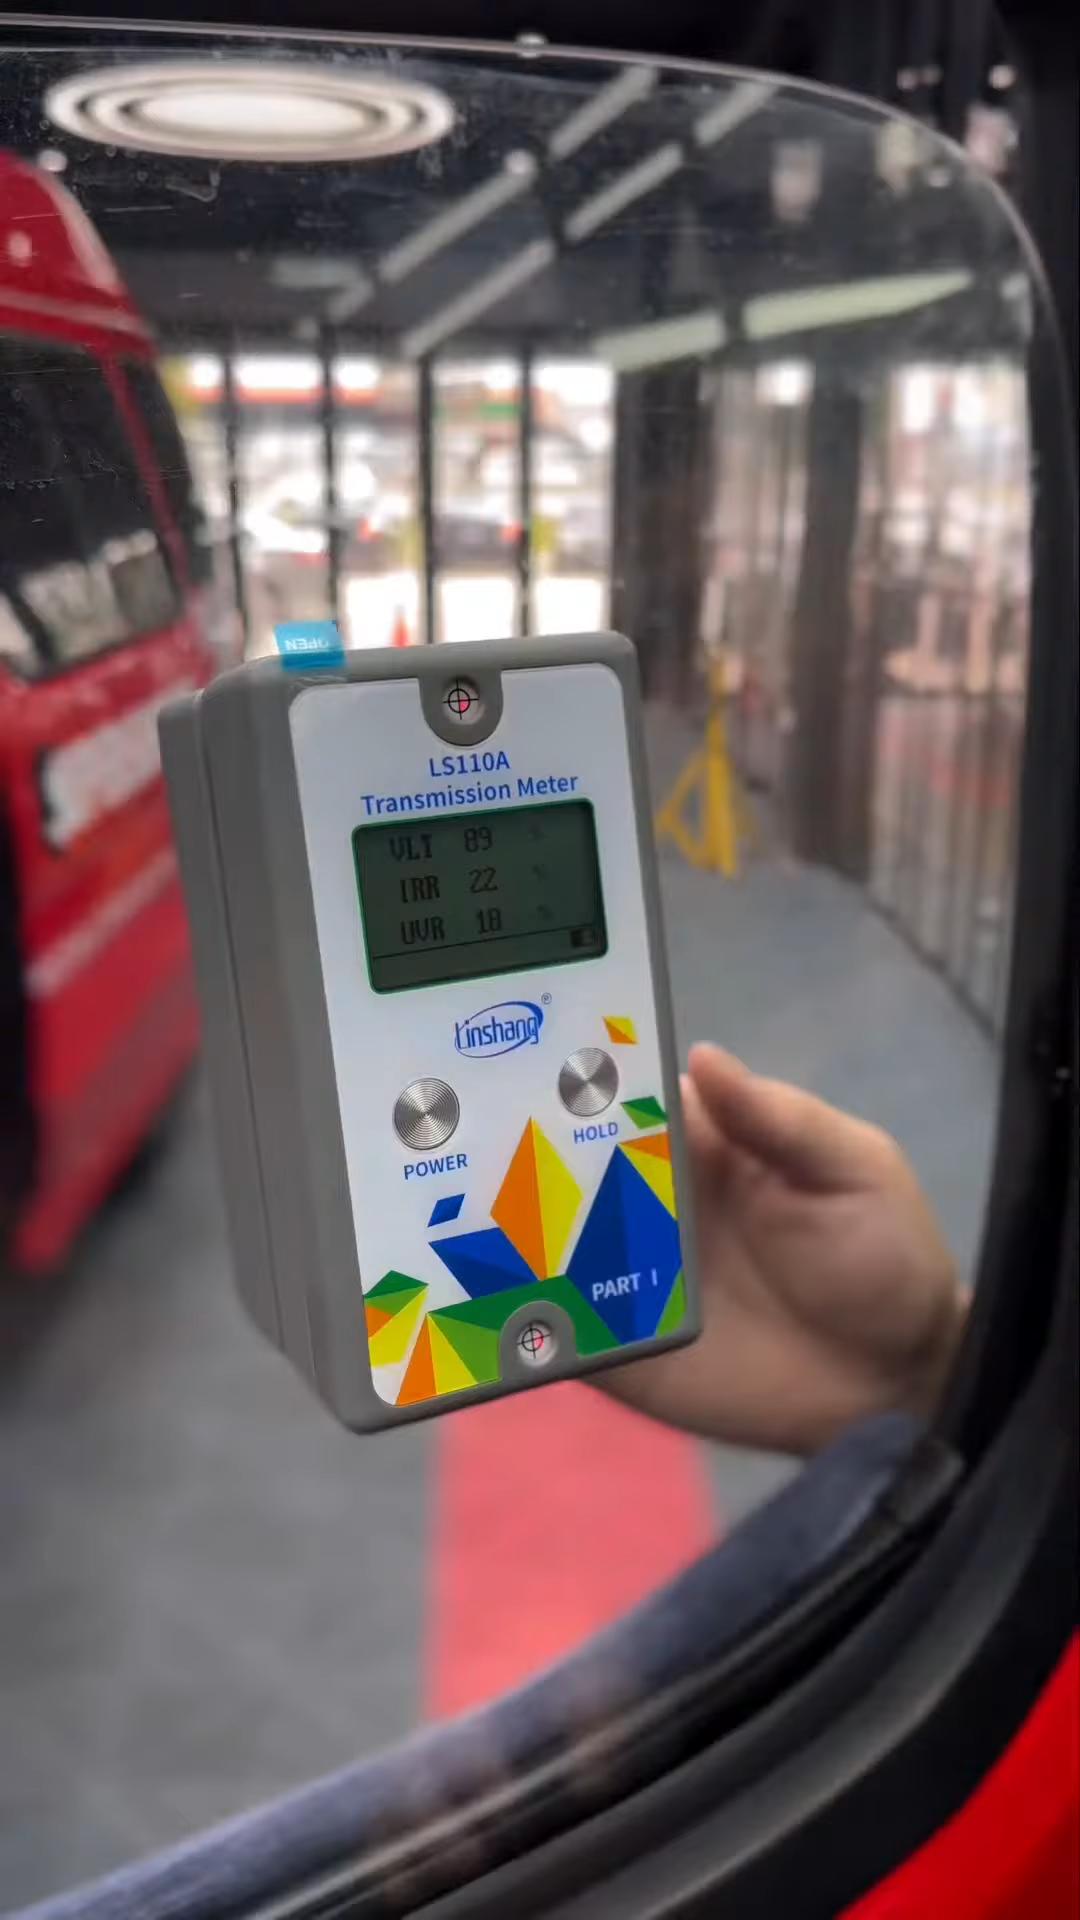 OPEN
LS110A
Transmission Meter
VLT 89 %
IRR 22 %
UVR 18 %
Linshang®
POWER
HOLD
PART I